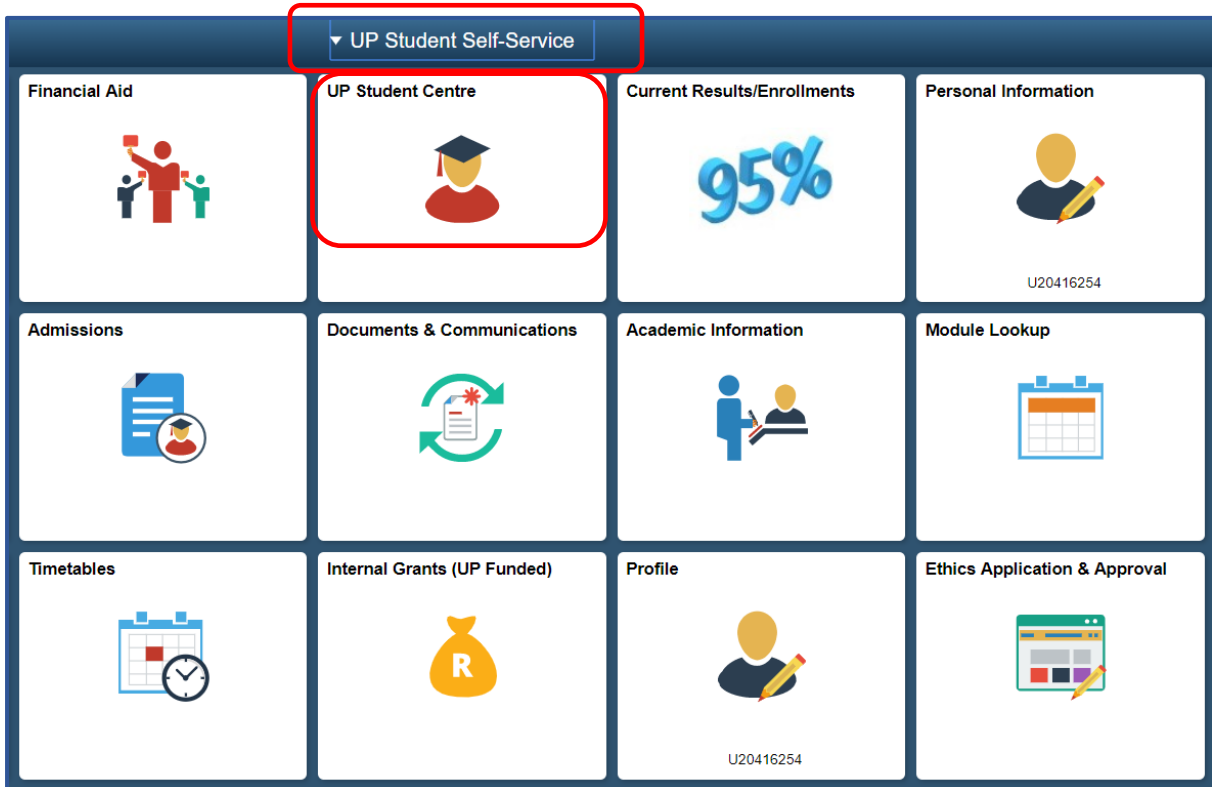 UP Student Self-Service
Financial Aid
UP Student Centre
Current Results/Enrollments
95%
Personal Information
U20416254
Admissions
Documents & Communications
Academic Information
Module Lookup
Timetables
Internal Grants (UP Funded)
R
Profile
U20416254
Ethics Application & Approval